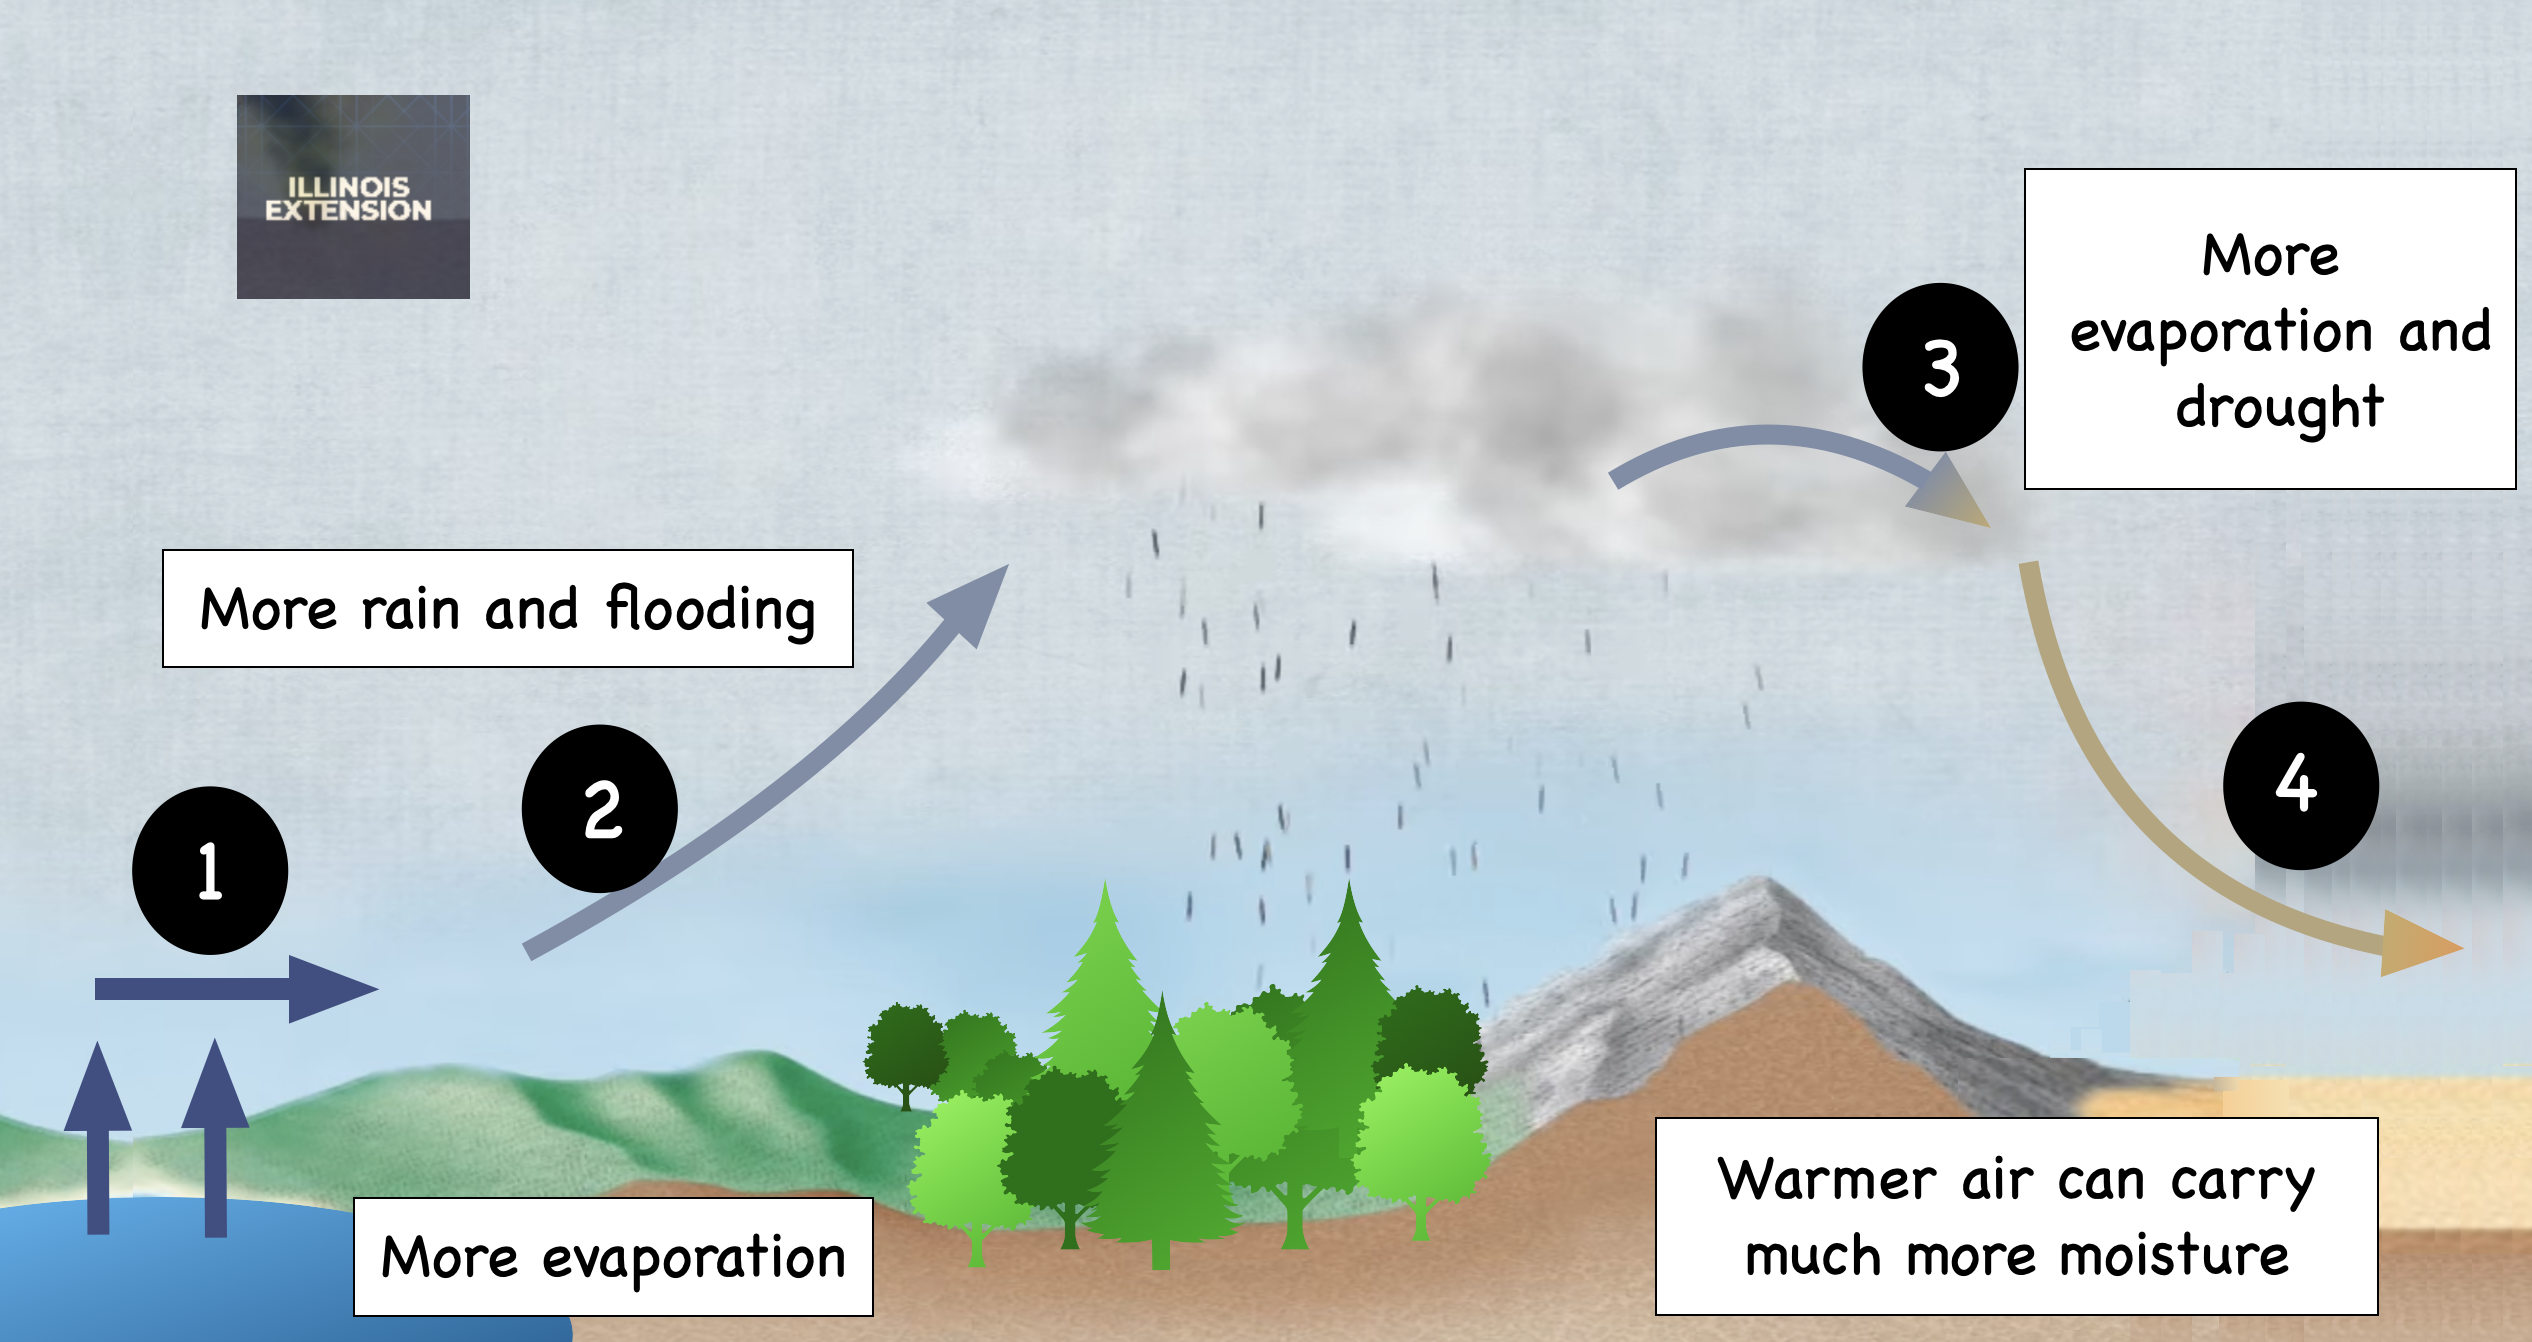 ILLINOIS
EXTENSION
More
evaporation and
drought
3
More rain and flooding
2
4
1
Warmer air can carry
much more moisture
More evaporation